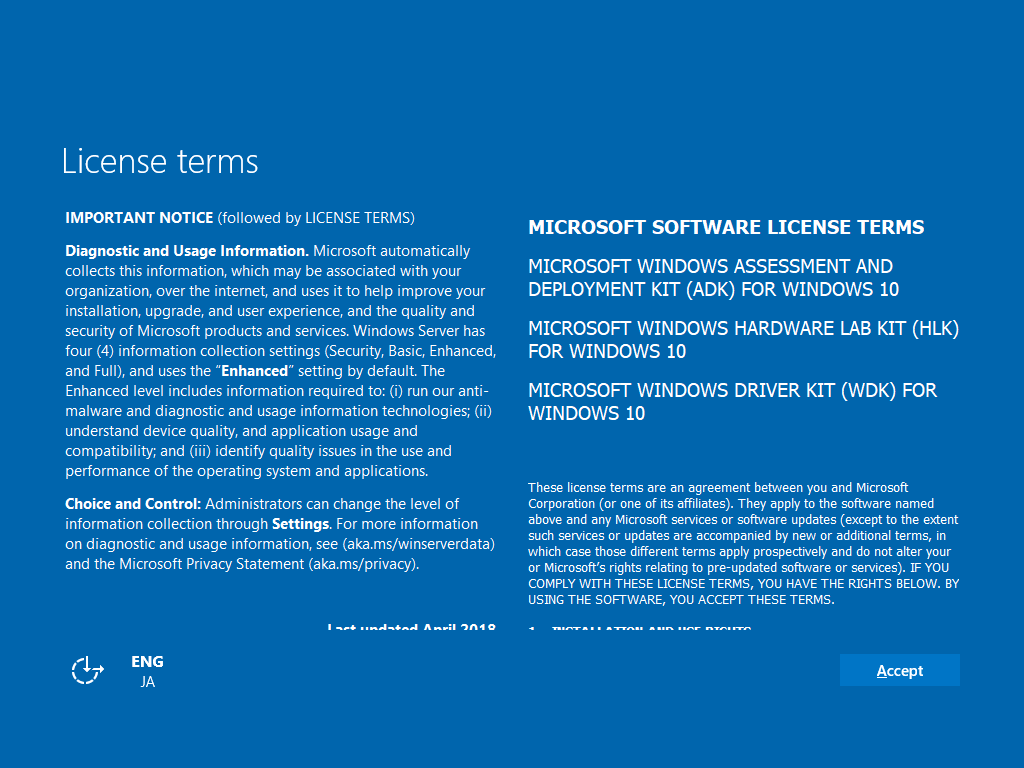 License terms
IMPORTANT NOTICE (followed by LICENSE TERMS)
Diagnostic and Usage Information. Microsoft automatically
collects this information, which may be associated with your
organization, over the internet, and uses it to help improve your
installation, upgrade, and user experience, and the quality and
security of Microsoft products and services. Windows Server has
four (4) information collection settings (Security, Basic, Enhanced,
and Full), and uses the “Enhanced” setting by default. The
Enhanced level includes information required to: (i) run our anti-
malware and diagnostic and usage information technologies; (ii)
understand device quality, and application usage and
compatibility; and (iii) identify quality issues in the use and
performance of the operating system and applications.
Choice and Control: Administrators can change the level of
information collection through Settings. For more information
on diagnostic and usage information, see (aka.ms/winserverdata)
and the Microsoft Privacy Statement (aka.ms/privacy).
Last updated April 2018
MICROSOFT SOFTWARE LICENSE TERMS
MICROSOFT WINDOWS ASSESSMENT AND
DEPLOYMENT KIT (ADK) FOR WINDOWS 10
MICROSOFT WINDOWS HARDWARE LAB KIT (HLK)
FOR WINDOWS 10
MICROSOFT WINDOWS DRIVER KIT (WDK) FOR
WINDOWS 10
These license terms are an agreement between you and Microsoft
Corporation (or one of its affiliates). They apply to the software named
above and any Microsoft services or software updates (except to the extent
such services or updates are accompanied by new or additional terms, in
which case those different terms apply prospectively and do not alter your
or Microsoft’s rights relating to pre-updated software or services). IF YOU
COMPLY WITH THESE LICENSE TERMS, YOU HAVE THE RIGHTS BELOW. BY
USING THE SOFTWARE, YOU ACCEPT THESE TERMS.
1. INSTALLATION AND USE RIGHTS
ENG
JA
Accept